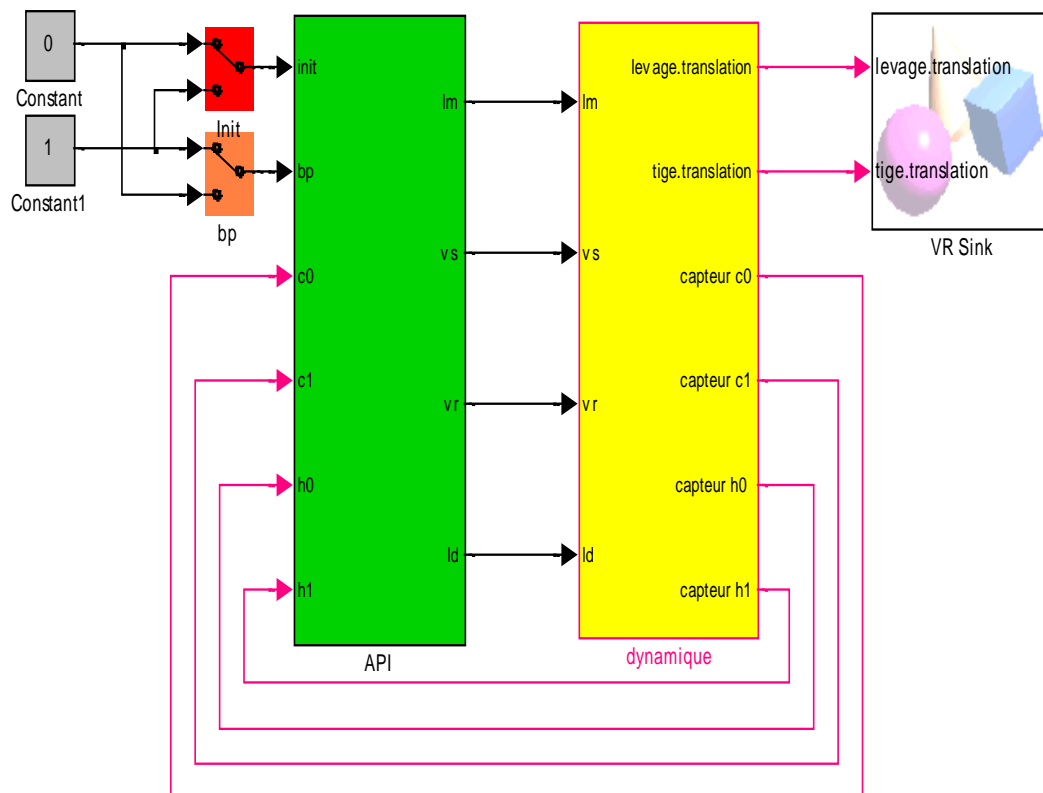 0
Constant
1
Constant1
Init
bp
init
bp
c0
c1
h0
h1
lm
vs
vr
ld
API
lm
vs
vr
ld
levage.translation
tige.translation
capteur c0
capteur c1
capteur h0
capteur h1
dynamique
levage.translation
tige.translation
VR Sink